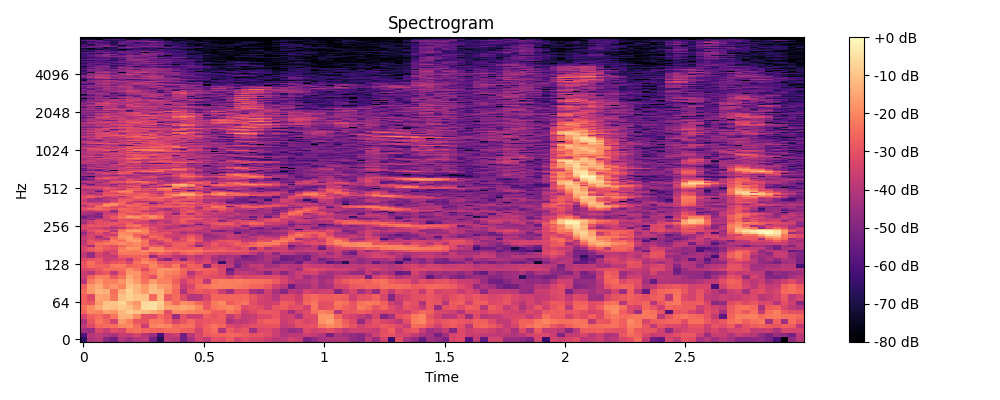 Spectrogram
4096
2048
1024
512
256
128
64
0
Hz
0
0.5
1
1.5
2
2.5
Time
+0 dB
-10 dB
-20 dB
-30 dB
-40 dB
-50 dB
-60 dB
-70 dB
-80 dB